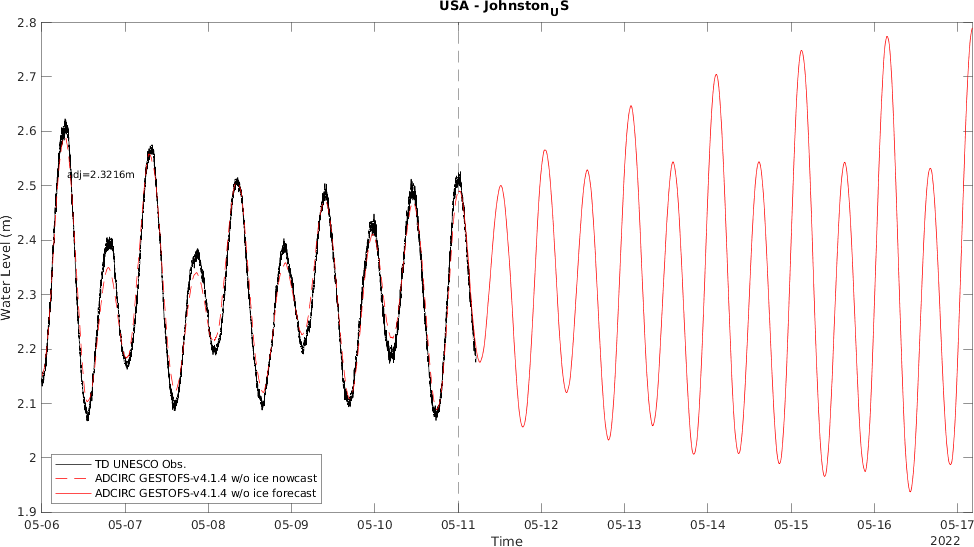 USA - Johnston_US
2.8
2.7
2.6
2.5
2.4
2.3
2.2
2.1
2
1.9
Water Level (m)
adj=2.3216m
TD UNESCO Obs.
ADCIRC GESTOFS-v4.1.4 w/o ice nowcast
ADCIRC GESTOFS-v4.1.4 w/o ice forecast
05-06 05-07 05-08 05-09 05-10 05-11 05-12 05-13 05-14 05-15 05-16 05-17
Time
2022